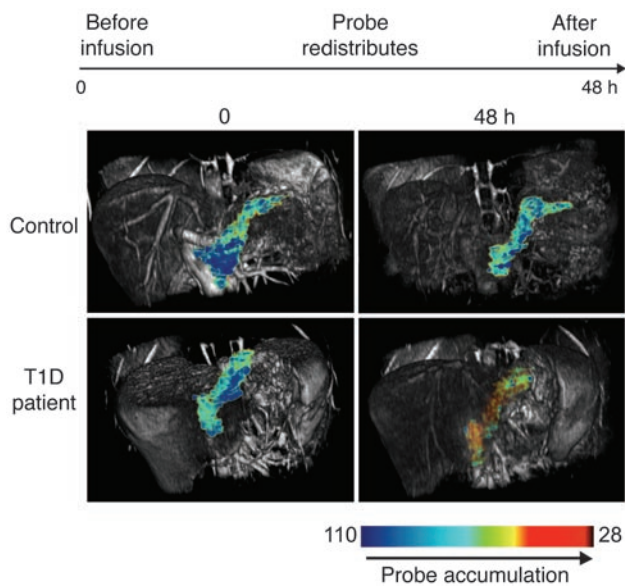 Before infusion
Probe redistributes
After infusion
0
48 h
0
48 h
Control
T1D patient
110
28
Probe accumulation